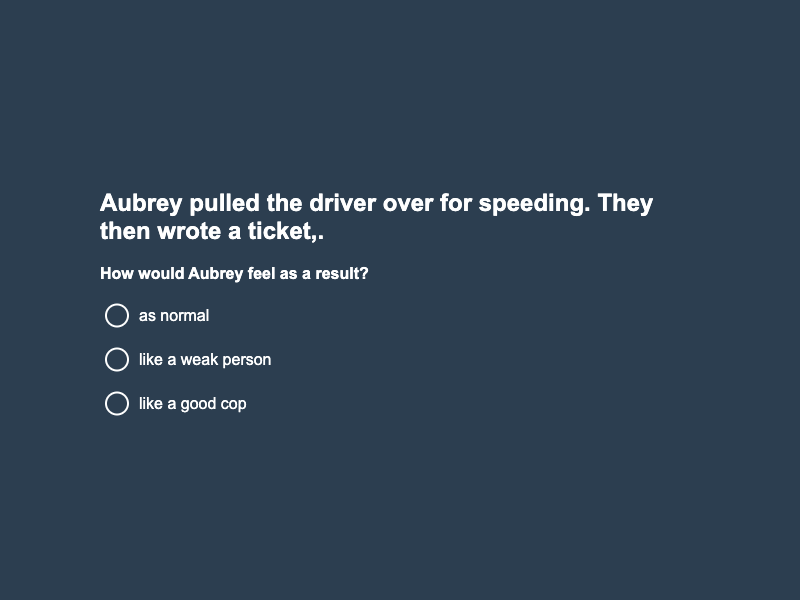 Aubrey pulled the driver over for speeding. They
then wrote a ticket,.
How would Aubrey feel as a result?
as normal
like a weak person
like a good cop